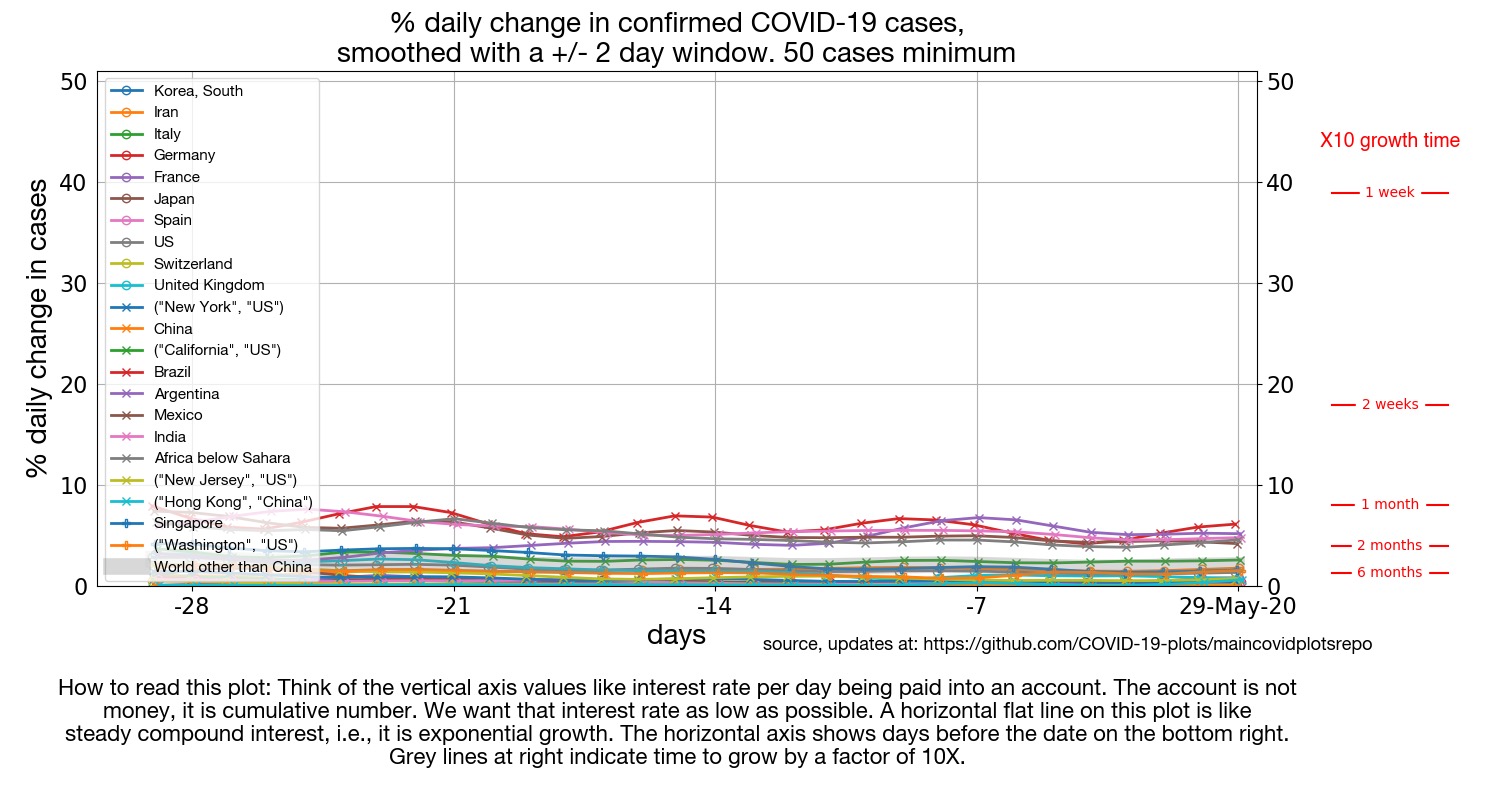 % daily change in confirmed COVID-19 cases,
smoothed with a +/- 2 day window. 50 cases minimum
% daily change in cases
50
40
30
20
10
0
Korea, South
Iran
Italy
Germany
France
Japan
Spain
US
Switzerland
United Kingdom
("New York", "US")
China
("California", "US")
Brazil
Argentina
Mexico
India
Africa below Sahara
("New Jersey", "US")
("Hong Kong", "China")
Singapore
("Washington", "US")
World other than China
50
40
30
20
10
0
X10 growth time
1 week
2 weeks
1 month
2 months
6 months
-28
-21
-14
-7
29-May-20
days
source, updates at: https://github.com/COVID-19-plots/maincovidplotsrepo
How to read this plot: Think of the vertical axis values like interest rate per day being paid into an account. The account is not
money, it is cumulative number. We want that interest rate as low as possible. A horizontal flat line on this plot is like
steady compound interest, i.e., it is exponential growth. The horizontal axis shows days before the date on the bottom right.
Grey lines at right indicate time to grow by a factor of 10X.